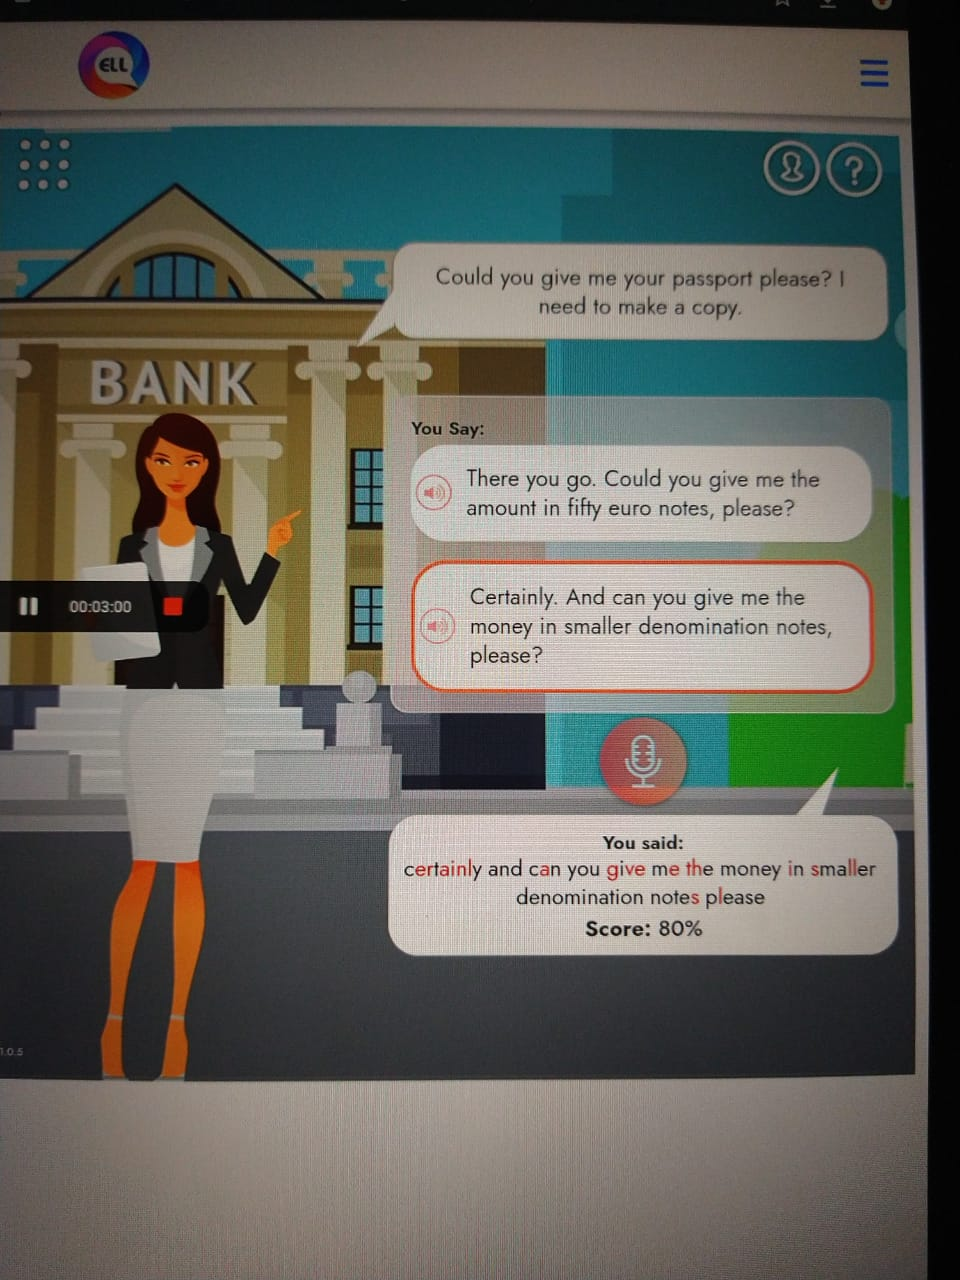 ELL
?
Could you give me your passport please? I
need to make a copy.
BANK
You Say:
There you go. Could you give me the
amount in fifty euro notes, please?
Certainly. And can you give me the
money in smaller denomination notes,
please?
00:03:00
You said:
certainly and can you give me the money in smaller
denomination notes please
Score: 80%
1.0.5